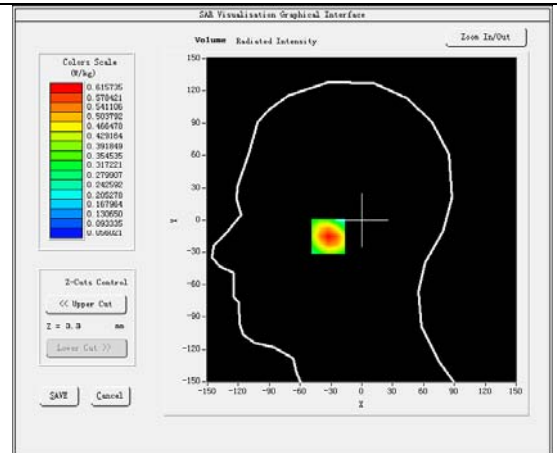 SAR Visualisation Graphical Interface
Volume Radiated Intensity
Zoom In/Out
Colors Scale
(W/kg)
0.615735
0.578421
0.541106
0.503792
0.466478
0.429164
0.391849
0.354535
0.317221
0.279907
0.242592
0.205278
0.167964
0.130650
0.093335
0.056021
Z-Cuts Control
<< Upper Cut
Z = 3.3 mm
Lower Cut >>
SAVE Cancel
150
120
90
60
30
0
-30
-60
-90
-120
-150
Y
-150 -120 -90 -60 -30 0 30 60 90 120 150
X